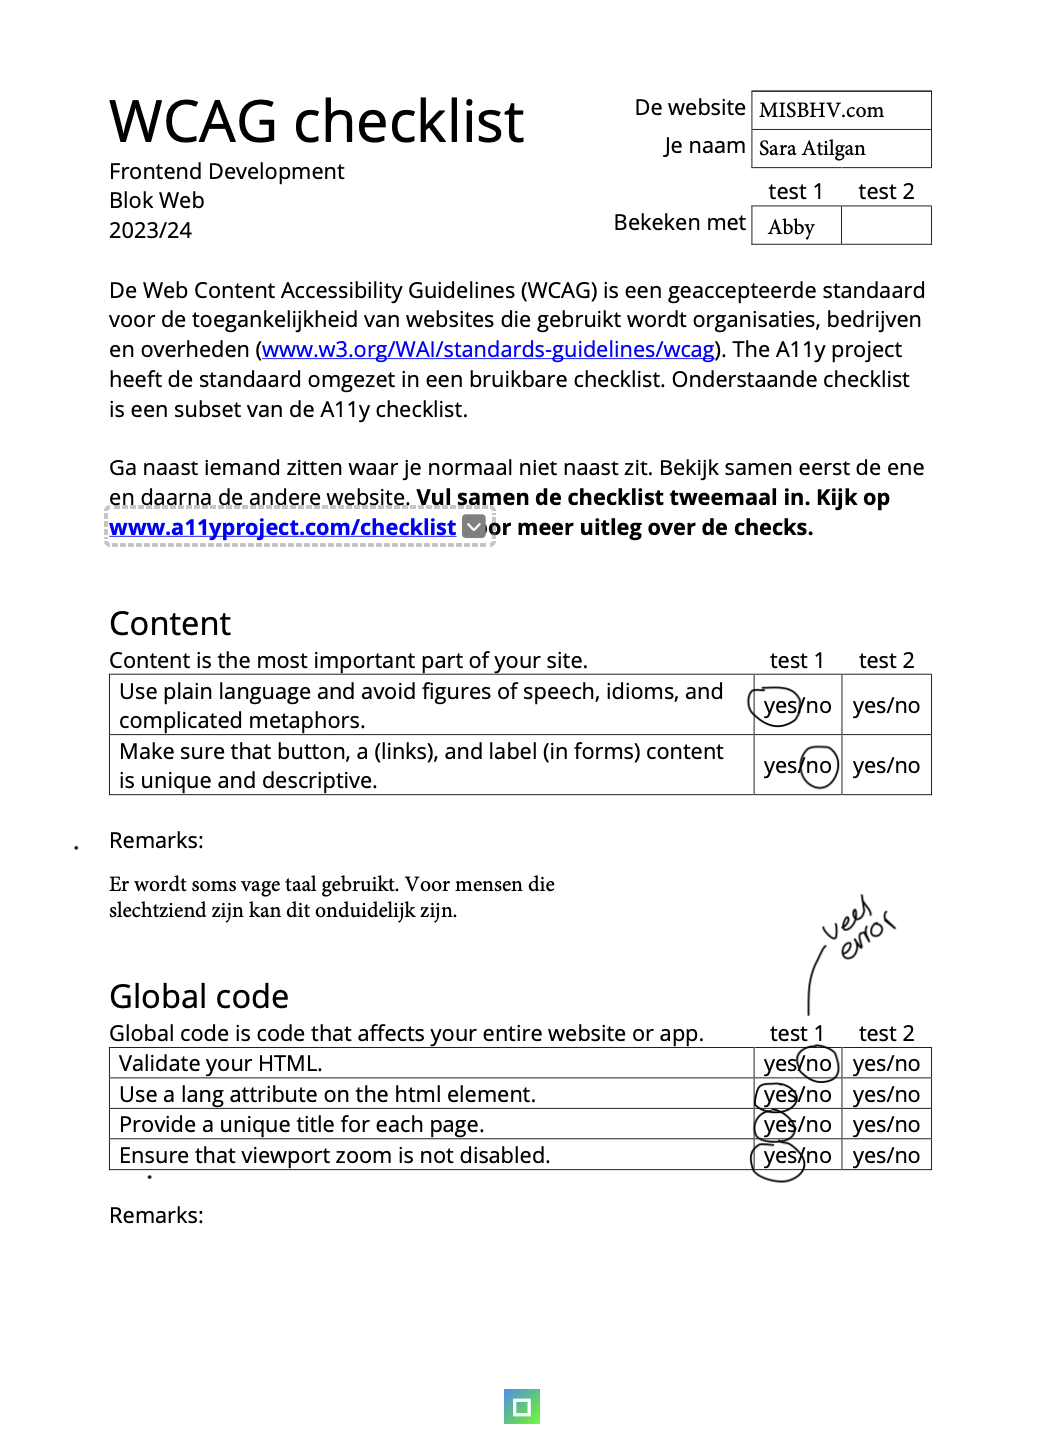 WCAG checklist
Frontend Development
Blok Web
2023/24
De website MISBHV.com
Je naam Sara Atilgan
test 1 test 2
Bekeken met Abby
De Web Content Accessibility Guidelines (WCAG) is een geaccepteerde standaard
voor de toegankelijkheid van websites die gebruikt wordt organisaties, bedrijven
en overheden (www.w3.org/WAI/standards-guidelines/wcag). The A11y project
heeft de standaard omgezet in een bruikbare checklist. Onderstaande checklist
is een subset van de A11y checklist.
Ga naast iemand zitten waar je normaal niet naast zit. Bekijk samen eerst de ene
en daarna de andere website. Vul samen de checklist tweemaal in. Kijk op
www.a11yproject.com/checklist oor meer uitleg over de checks.
Content
Content is the most important part of your site. test 1 test 2
Use plain language and avoid figures of speech, idioms, and
complicated metaphors. yes/no yes/no
Make sure that button, a (links), and label (in forms) content
is unique and descriptive. yes/no yes/no
Remarks:
Er wordt soms vage taal gebruikt. Voor mensen die
slechtziend zijn kan dit onduidelijk zijn.
veel
error
Global code
Global code is code that affects your entire website or app. test 1 test 2
Validate your HTML. yes/no yes/no
Use a lang attribute on the html element. yes/no yes/no
Provide a unique title for each page. yes/no yes/no
Ensure that viewport zoom is not disabled. yes/no yes/no
Remarks: